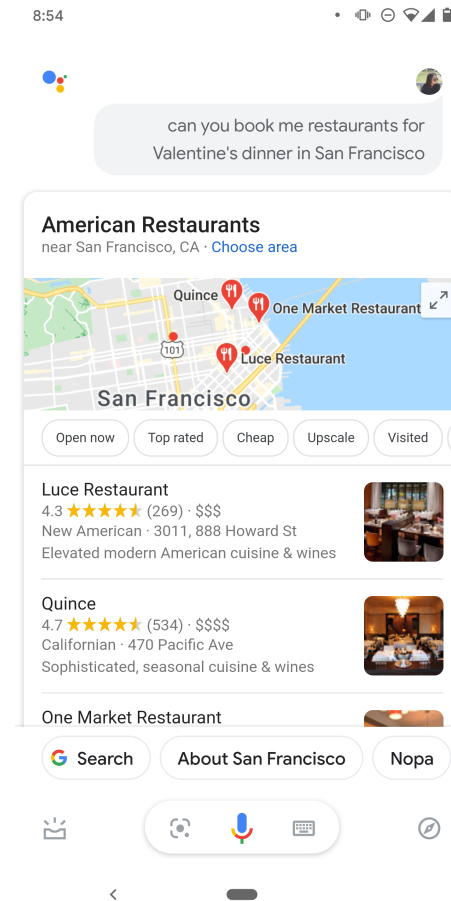 8:54
can you book me restaurants for
Valentine's dinner in San Francisco
American Restaurants
near San Francisco, CA · Choose area
Quince
One Market Restaurant
101
Luce Restaurant
San Francisco
Open now
Top rated
Cheap
Upscale
Visited
Luce Restaurant
4.3 (269) · $$$
New American · 3011, 888 Howard St
Elevated modern American cuisine & wines
Quince
4.7 (534) · $$$$
Californian · 470 Pacific Ave
Sophisticated, seasonal cuisine & wines
One Market Restaurant
G Search
About San Francisco
Nopa